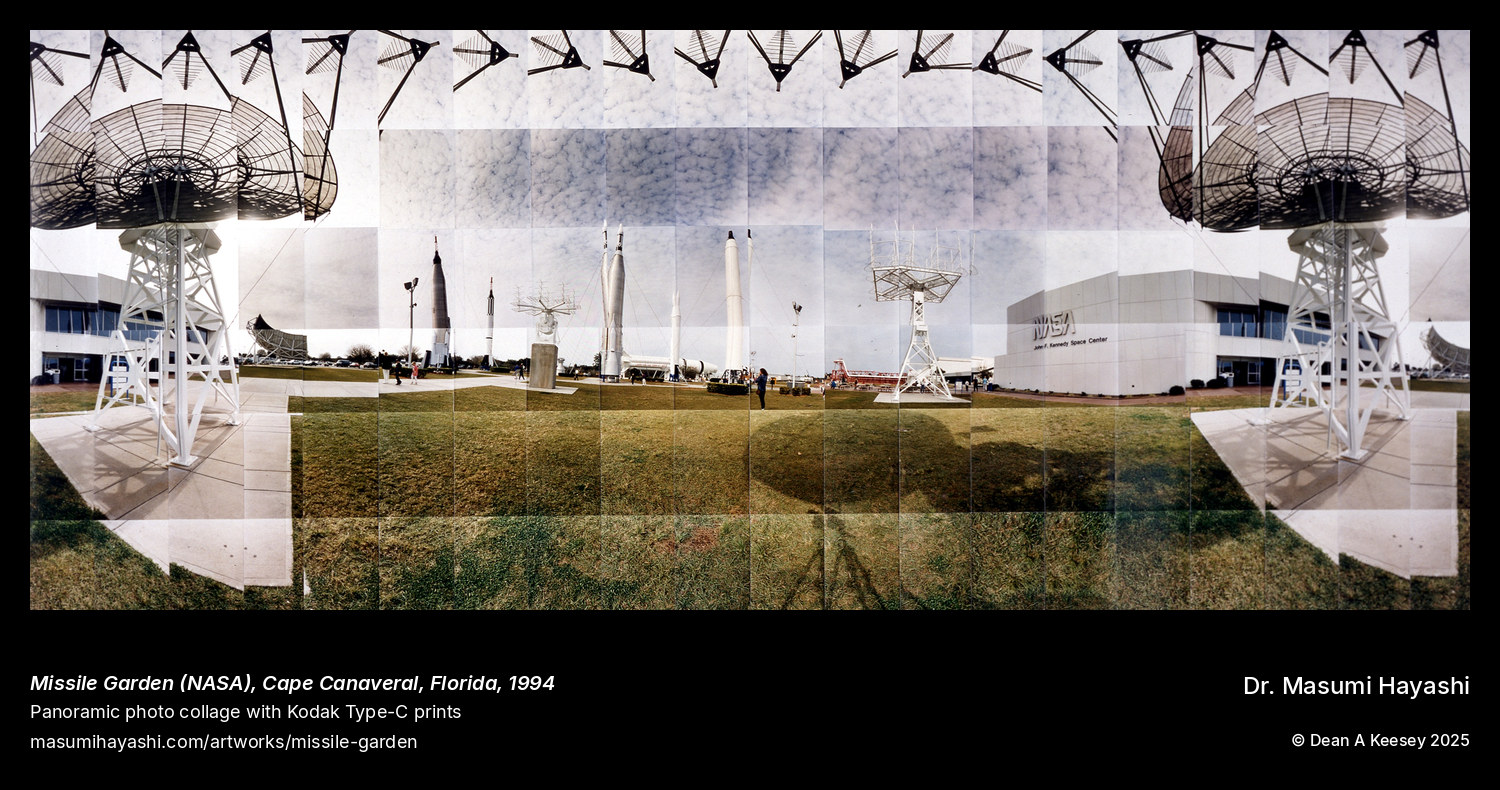 NASA
John F. Kennedy Space Center
Missile Garden (NASA), Cape Canaveral, Florida, 1994
Panoramic photo collage with Kodak Type-C prints
masumihayashi.com/artworks/missile-garden
Dr. Masumi Hayashi
© Dean A Keesey 2025